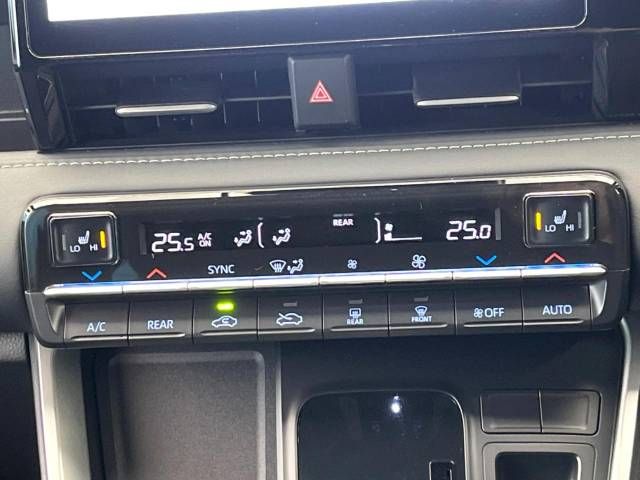 REAR
25.5 A/C ON 25.0
LO HI
LO HI
SYNC
A/C REAR REAR FRONT OFF AUTO